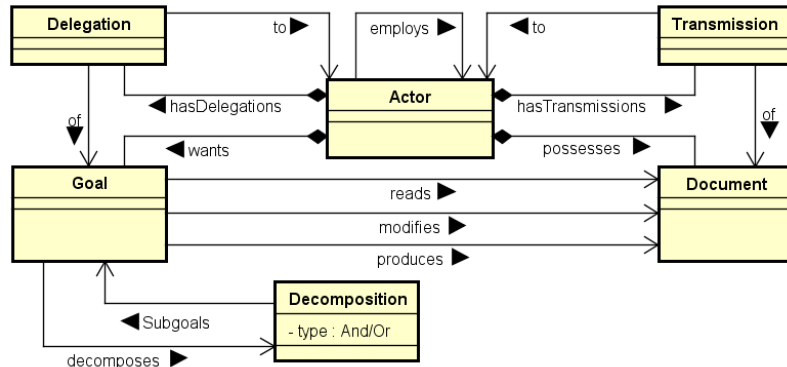 Delegation
Transmission
to
employs
to
Actor
hasDelegations
hasTransmissions
of
of
wants
possesses
Goal
Document
reads
modifies
produces
Decomposition
Subgoals
- type : And/Or
decomposes